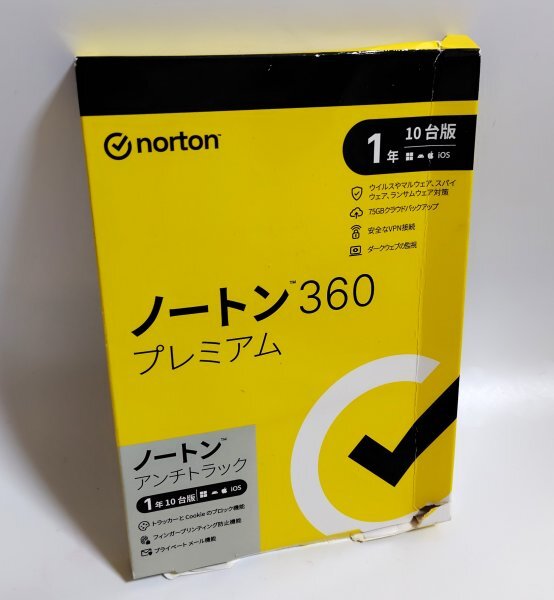 norton™
1年
10台版
iOS
ウイルスやマルウェア、スパイ
ウェア、ランサムウェア対策
75GBクラウドバックアップ
安全なVPN接続
ダークウェブの監視
ノートン™ 360
プレミアム
ノートン™
アンチトラック
1年10台版 iOS
トラッカーとCookieのブロック機能
フィンガープリンティング防止機能
プライベートメール機能